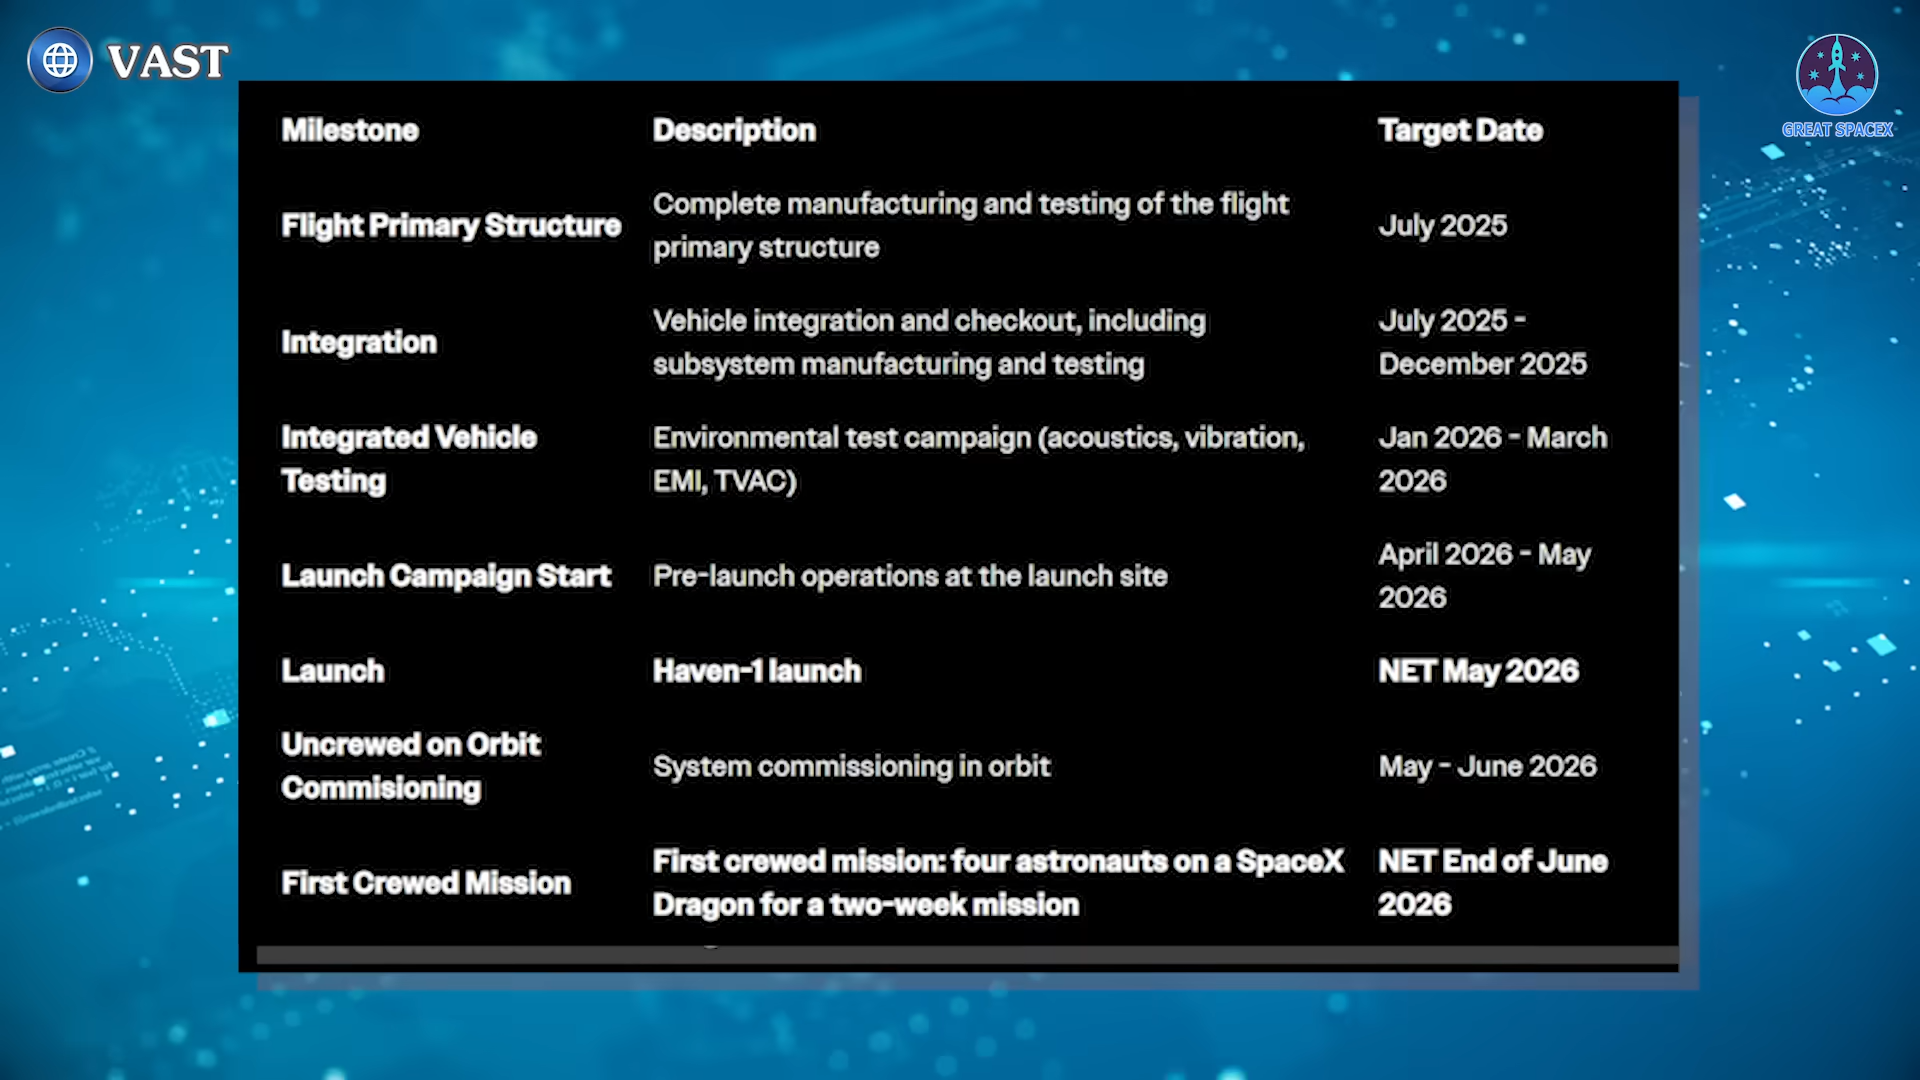 VAST
GREAT SPACEX
Milestone
Description
Target Date
Flight Primary Structure
Complete manufacturing and testing of the flight
primary structure
July 2025
Integration
Vehicle integration and checkout, including
subsystem manufacturing and testing
July 2025 -
December 2025
Integrated Vehicle
Testing
Environmental test campaign (acoustics, vibration,
EMI, TVAC)
Jan 2026 - March
2026
Launch Campaign Start
Pre-launch operations at the launch site
April 2026 - May
2026
Launch
Haven-1 launch
NET May 2026
Uncrewed on Orbit
Commisioning
System commissioning in orbit
May - June 2026
First Crewed Mission
First crewed mission: four astronauts on a SpaceX
Dragon for a two-week mission
NET End of June
2026